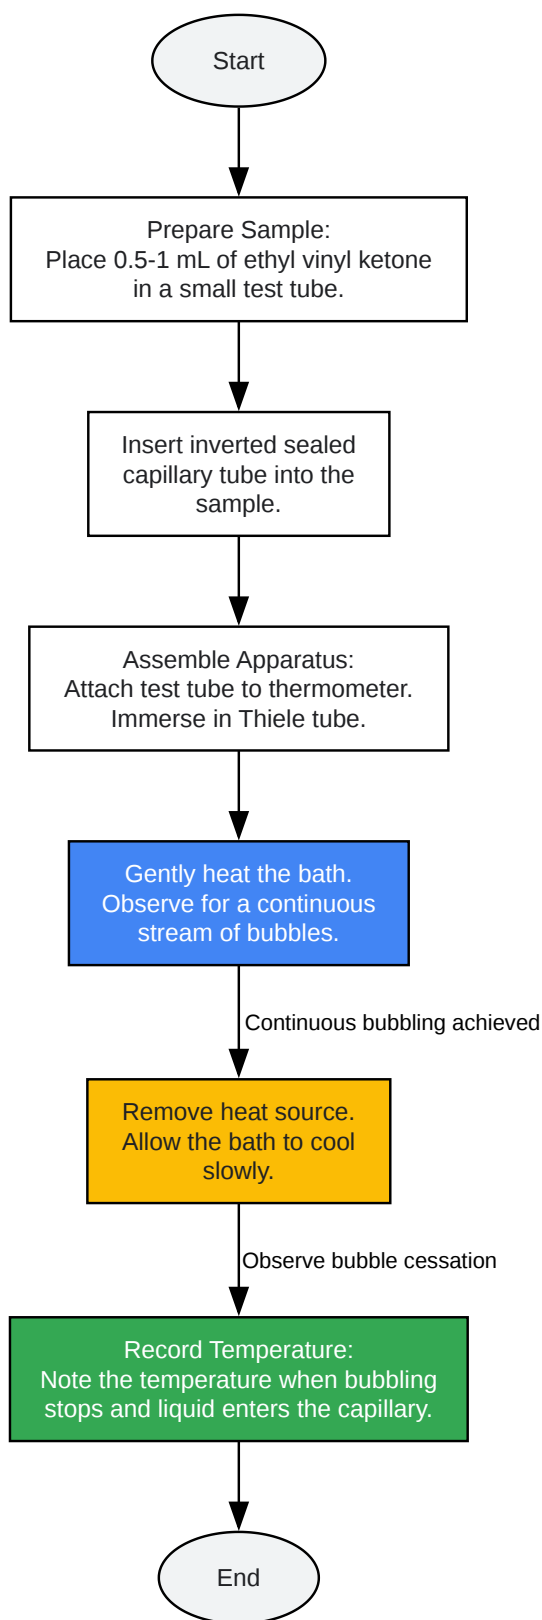 Start
Prepare Sample:
Place 0.5-1 mL of ethyl vinyl ketone
in a small test tube.
Insert inverted sealed
capillary tube into the
sample.
Assemble Apparatus:
Attach test tube to thermometer.
Immerse in Thiele tube.
Gently heat the bath.
Observe for a continuous
stream of bubbles.
Continuous bubbling achieved
Remove heat source.
Allow the bath to cool
slowly.
Observe bubble cessation
Record Temperature:
Note the temperature when bubbling
stops and liquid enters the capillary.
End